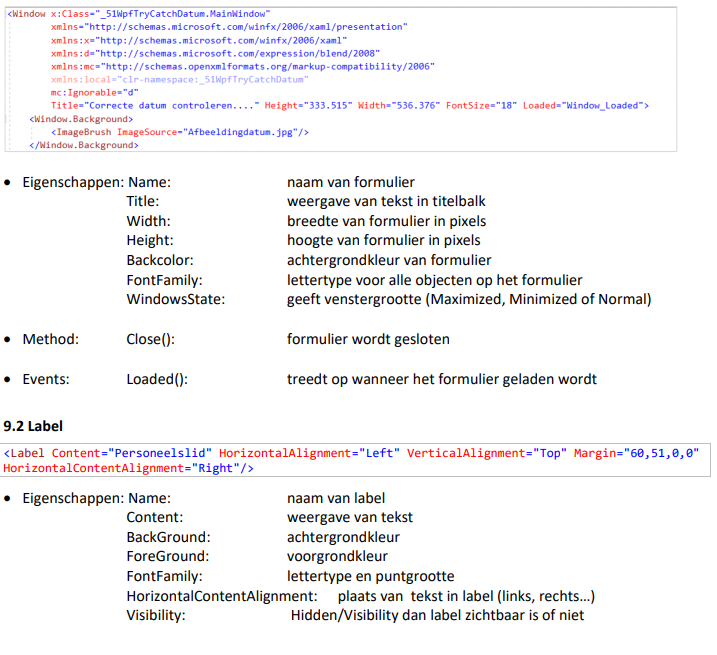 <Window x:Class="_51WpfTryCatchDatum.MainWindow"
xmlns="http://schemas.microsoft.com/winfx/2006/xaml/presentation"
xmlns:x="http://schemas.microsoft.com/winfx/2006/xaml"
xmlns:d="http://schemas.microsoft.com/expression/blend/2008"
xmlns:mc="http://schemas.openxmlformats.org/markup-compatibility/2006"
xmlns:local="clr-namespace:_51WpfTryCatchDatum"
mc:Ignorable="d"
Title="Correcte datum controleren...." Height="333.515" Width="536.376" FontSize="18" Loaded="Window_Loaded">
<Window.Background>
<ImageBrush ImageSource="Afbeeldingdatum.jpg"/>
</Window.Background>
• Eigenschappen: Name: naam van formulier
Title: weergave van tekst in titelbalk
Width: breedte van formulier in pixels
Height: hoogte van formulier in pixels
Backcolor: achtergrondkleur van formulier
FontFamily: lettertype voor alle objecten op het formulier
WindowsState: geeft venstergrootte (Maximized, Minimized of Normal)
• Method: Close(): formulier wordt gesloten
• Events: Loaded(): treedt op wanneer het formulier geladen wordt
9.2 Label
<Label Content="Personeelslid" HorizontalAlignment="Left" VerticalAlignment="Top" Margin="60,51,0,0"
HorizontalContentAlignment="Right"/>
• Eigenschappen: Name: naam van label
Content: weergave van tekst
BackGround: achtergrondkleur
ForeGround: voorgrondkleur
FontFamily: lettertype en puntgrootte
HorizontalContentAlignment: plaats van tekst in label (links, rechts…)
Visibility: Hidden/Visibility dan label zichtbaar is of niet